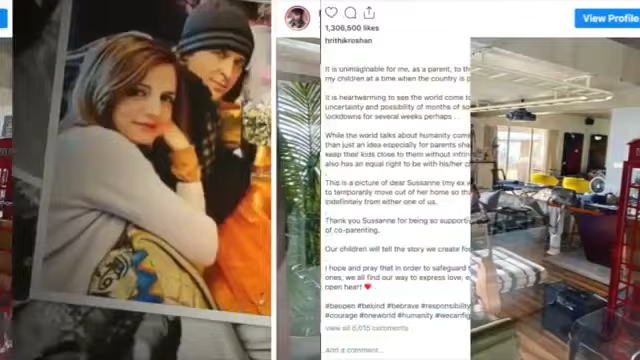 View Profile
1,306,500 likes
hrithikroshan
It is unimaginable for me, as a parent, to th
my children at a time when the country is p
It is heartwarming to see the world come to
uncertainty and possibility of months of so
lockdowns for several weeks perhaps . .
While the world talks about humanity com
than just an idea especially for parents sha
keep their kids close to them without infrin
also has an equal right to be with his/her c
.
This is a picture of dear Sussanne (my ex w
to temporarily move out of her home so tha
indefinitely from either one of us.
.
Thank you Sussanne for being so supporti
of co-parenting.
.
Our children will tell the story we create fo
.
I hope and pray that in order to safeguard
ones, we all find our way to express love, e
open heart ❤️ .
.
#beopen #bekind #bebrave #responsibility
#courage #oneworld #humanity #wecanfig
view all 6,015 comments
Add a comment...